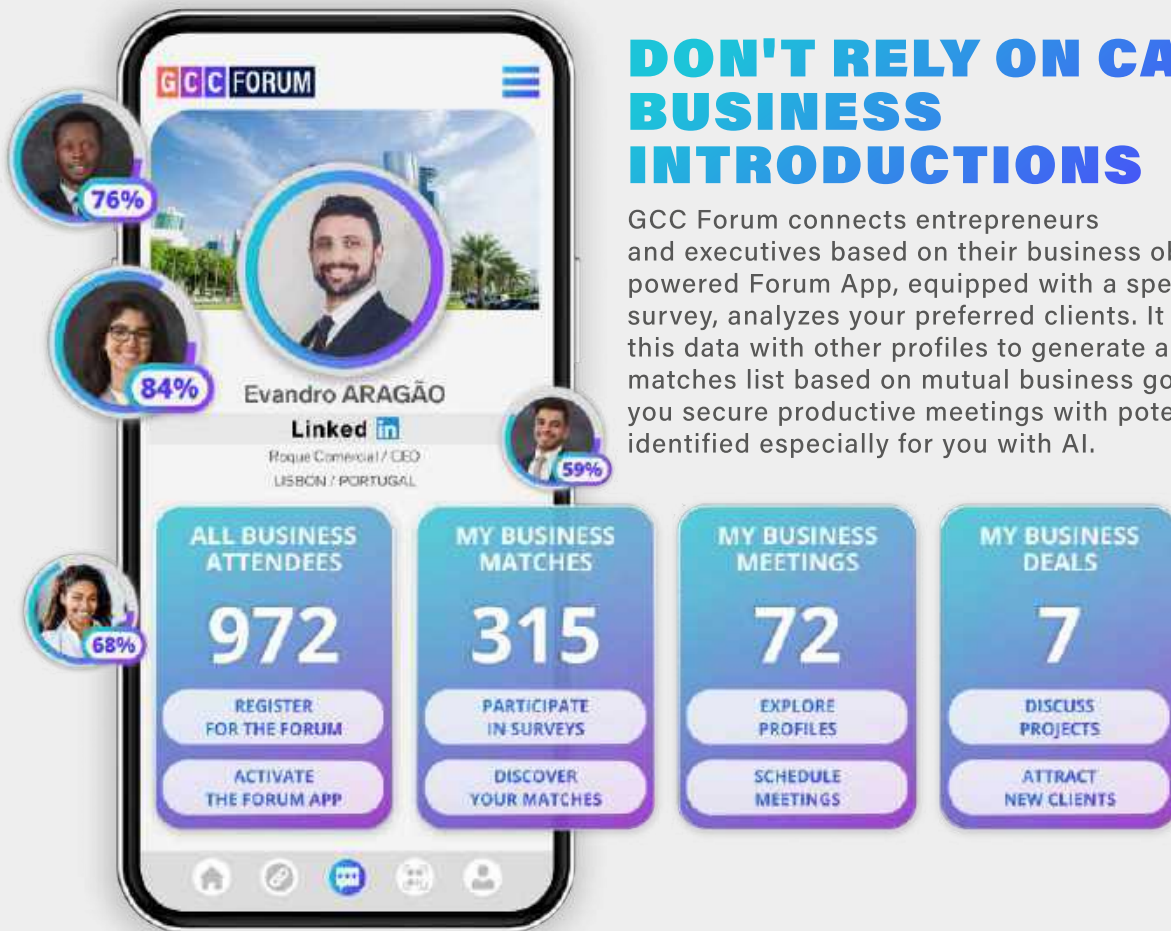 GCC FORUM
76%
84%
Evandro ARAGÃO
Linked in
Roque Comercial / CEO
LISBON / PORTUGAL
59%
68%
DON'T RELY ON CA
BUSINESS
INTRODUCTIONS
GCC Forum connects entrepreneurs
and executives based on their business ob
powered Forum App, equipped with a spe
survey, analyzes your preferred clients. It
this data with other profiles to generate a
matches list based on mutual business go
you secure productive meetings with pote
identified especially for you with AI.
ALL BUSINESS
ATTENDEES
972
REGISTER
FOR THE FORUM
ACTIVATE
THE FORUM APP
MY BUSINESS
MATCHES
315
PARTICIPATE
IN SURVEYS
DISCOVER
YOUR MATCHES
MY BUSINESS
MEETINGS
72
EXPLORE
PROFILES
SCHEDULE
MEETINGS
MY BUSINESS
DEALS
7
DISCUSS
PROJECTS
ATTRACT
NEW CLIENTS